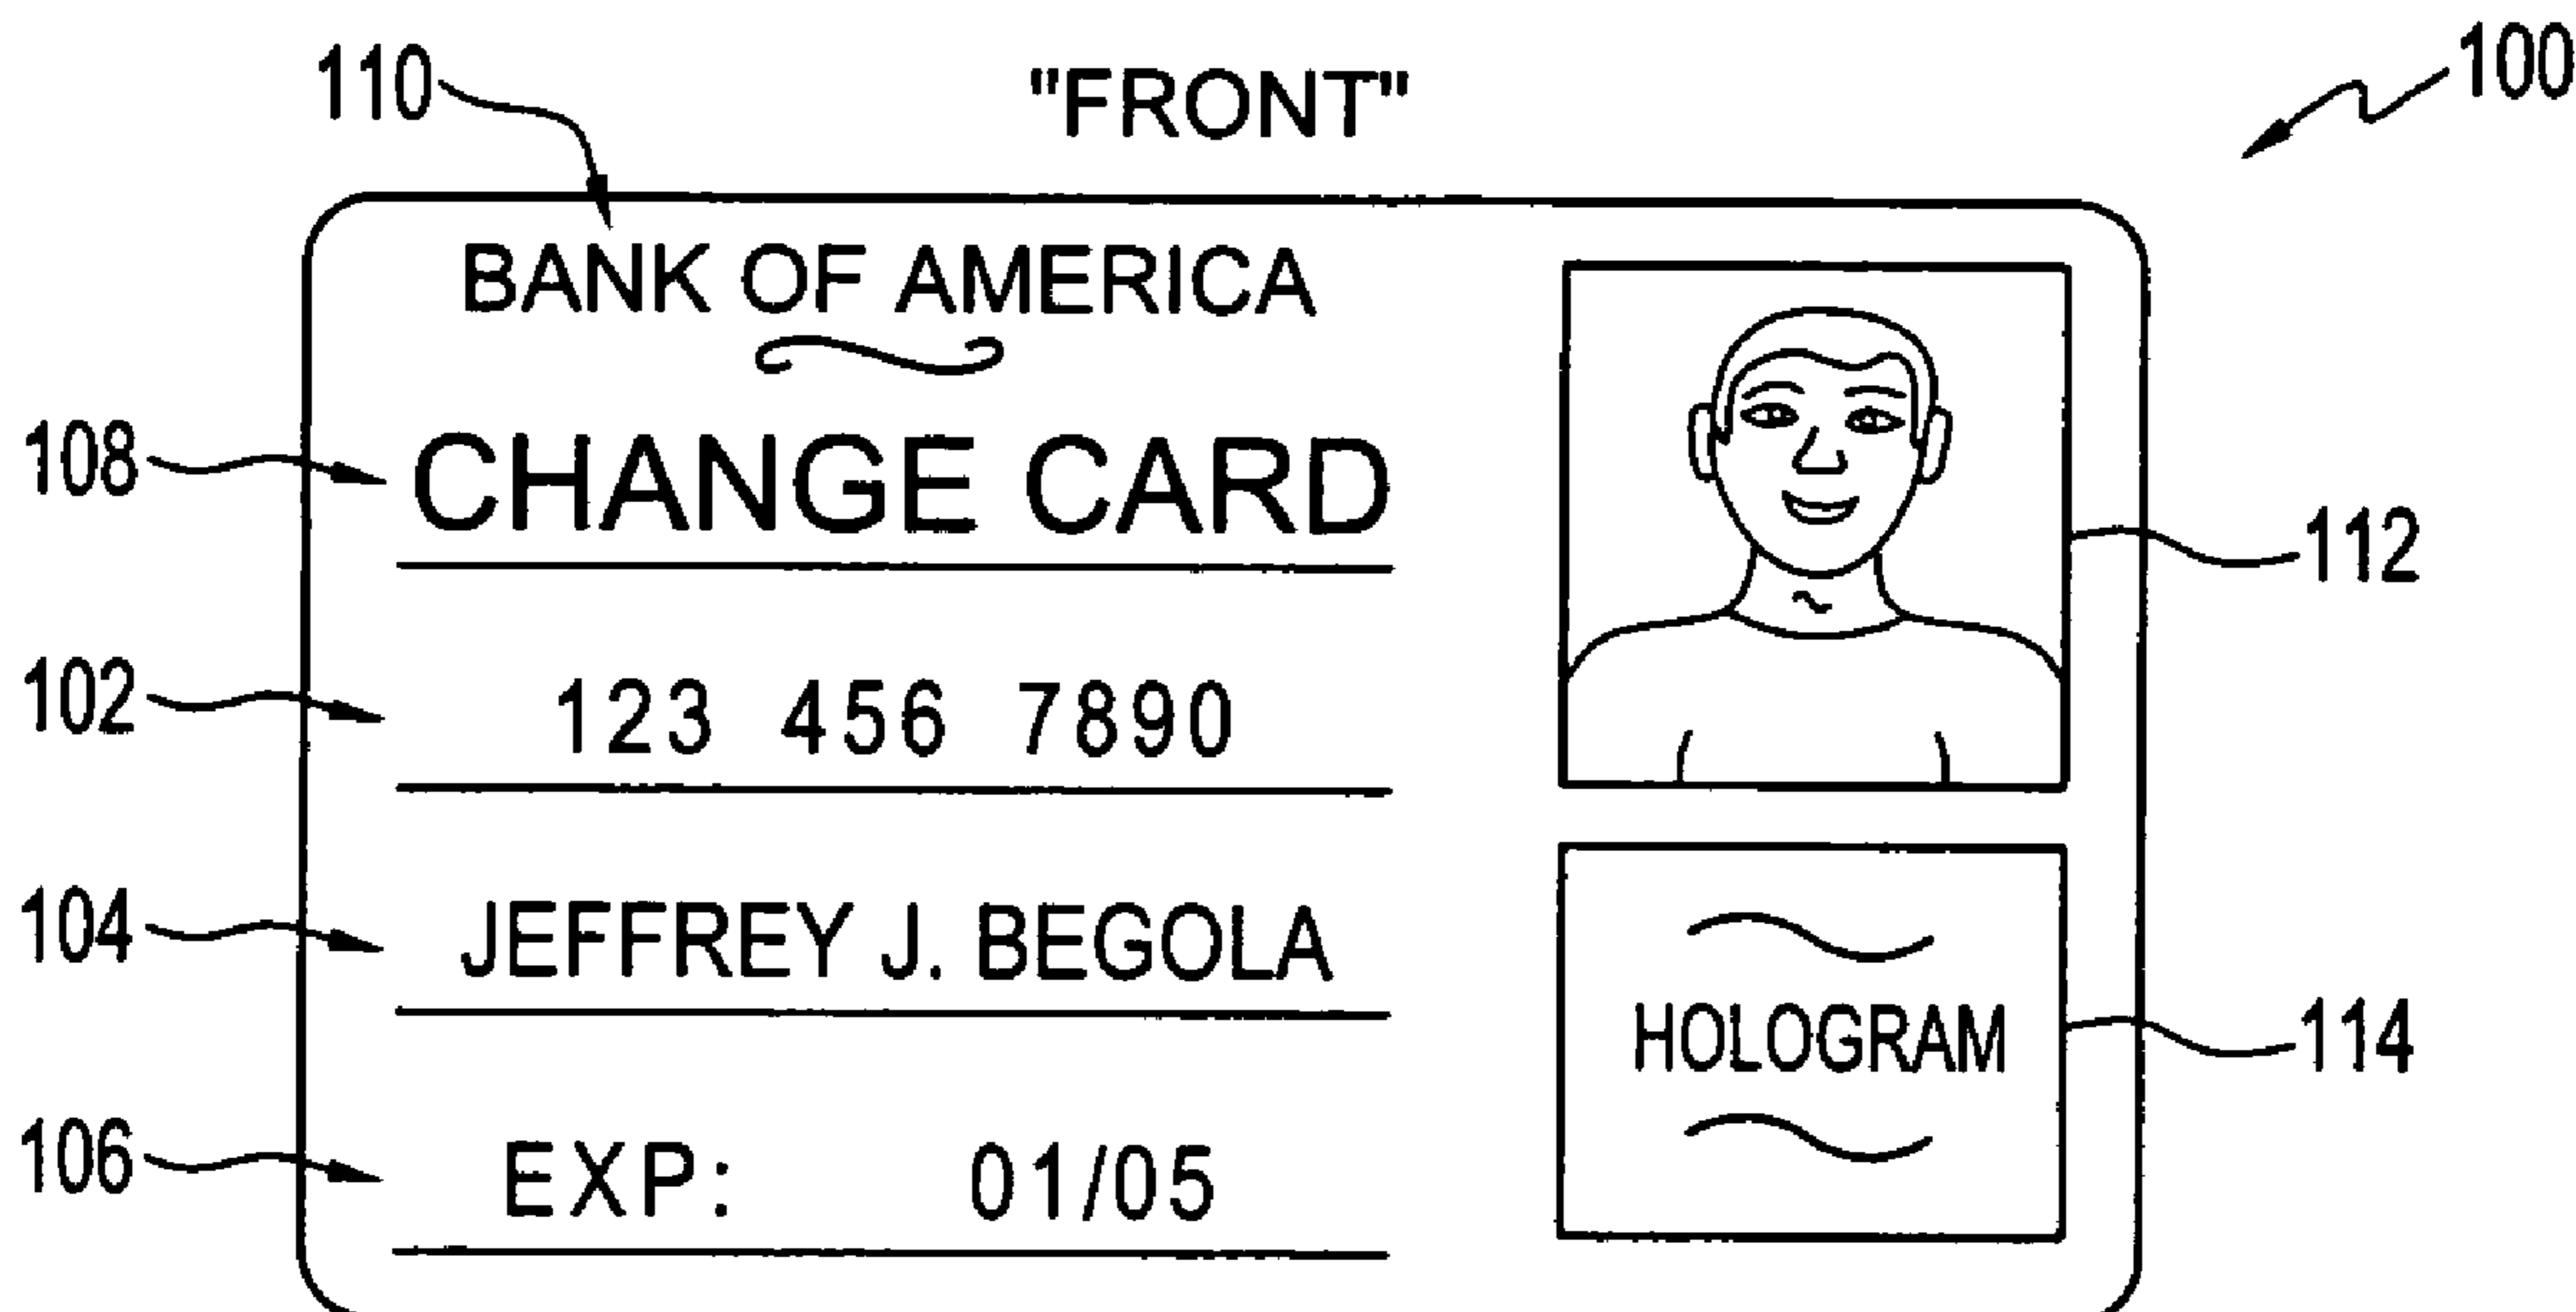 110 "FRONT" 100
BANK OF AMERICA
108 CHANGE CARD
112
102 123 456 7890
104 JEFFREY J. BEGOLA
HOLOGRAM 114
106 EXP: 01/05